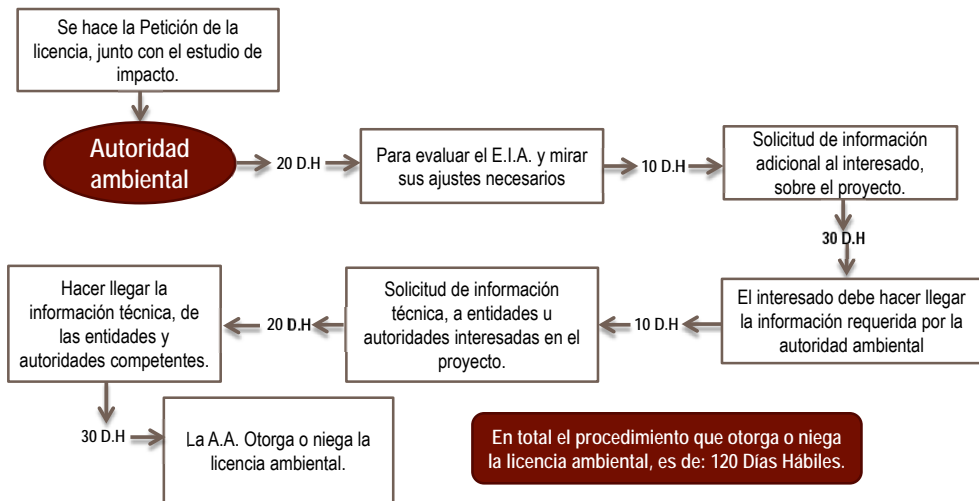 Se hace la Petición de la
licencia, junto con el estudio de
impacto.
Autoridad
ambiental
20 D.H
Para evaluar el E.I.A. y mirar
sus ajustes necesarios
10 D.H
Solicitud de información
adicional al interesado,
sobre el proyecto.
30 D.H
El interesado debe hacer llegar
la información requerida por la
autoridad ambiental
10 D.H
Solicitud de información
técnica, a entidades u
autoridades interesadas en el
proyecto.
20 D.H
Hacer llegar la
información técnica, de
las entidades y
autoridades competentes.
30 D.H
La A.A. Otorga o niega la
licencia ambiental.
En total el procedimiento que otorga o niega
la licencia ambiental, es de: 120 Días Hábiles.